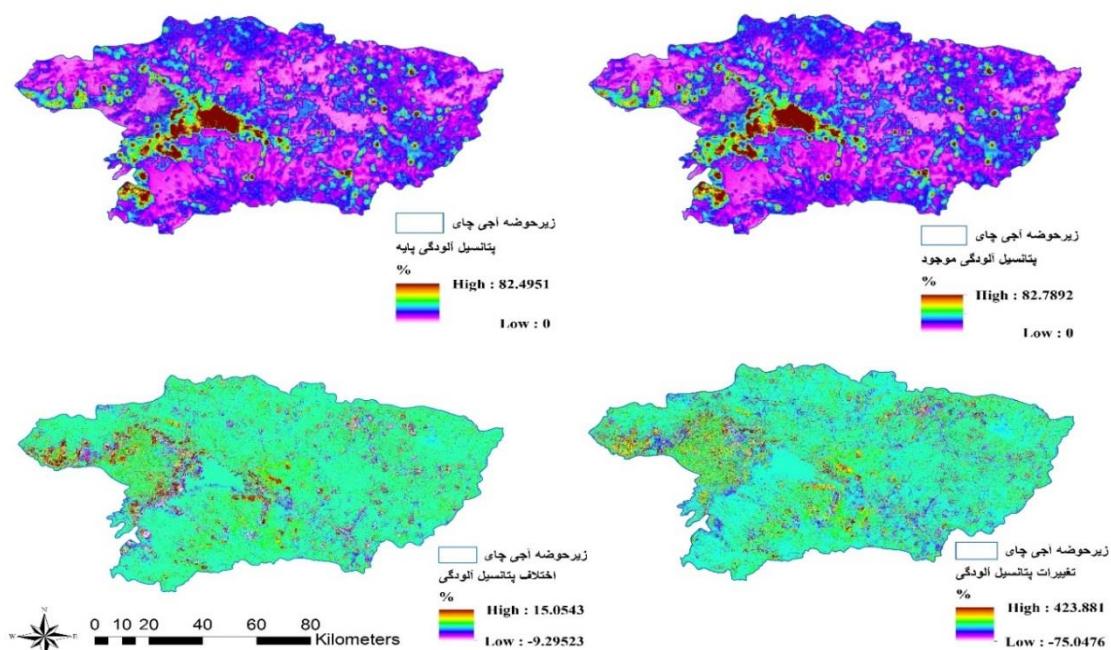 زیرحوضه آجی چای
پتانسیل آلودگی پایه
%
High : 82.4951
Low : 0
زیرحوضه آجی چای
پتانسیل آلودگی موجود
%
High : 82.7892
Low : 0
زیرحوضه آجی چای
اختلاف پتانسیل آلودگی
%
High : 15.0543
Low : -9.29523
زیرحوضه آجی چای
تغییرات پتانسیل آلودگی
%
High : 423.881
Low : -75.0476
N
W E
S
0 10 20 40 60 80
Kilometers